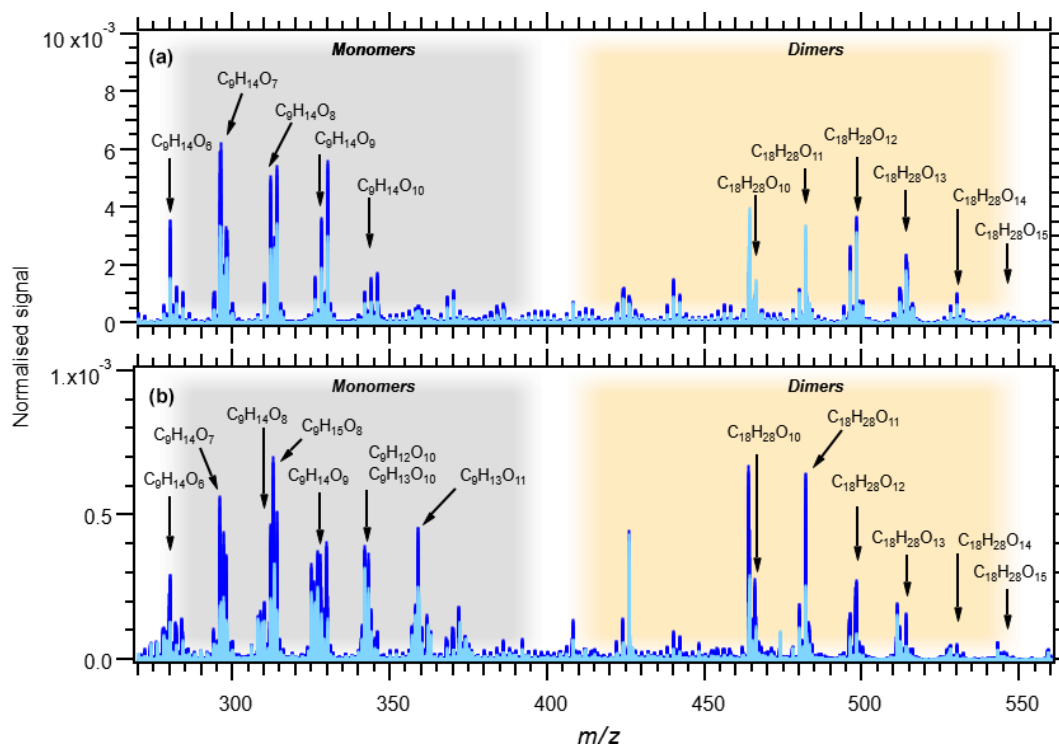 10 x10⁻³
(a)
Monomers
Dimers
C₉H₁₄O₇
C₉H₁₄O₈
C₉H₁₄O₆
C₉H₁₄O₉
C₉H₁₄O₁₀
C₁₈H₂₈O₁₂
C₁₈H₂₈O₁₁
C₁₈H₂₈O₁₀
C₁₈H₂₈O₁₃
C₁₈H₂₈O₁₄
C₁₈H₂₈O₁₅
8
6
4
2
0
Normalised signal
1.x10⁻³
(b)
Monomers
Dimers
C₉H₁₄O₈
C₉H₁₅O₈
C₉H₁₄O₇
C₉H₁₂O₁₀
C₉H₁₃O₁₀
C₉H₁₄O₆
C₉H₁₄O₉
C₉H₁₃O₁₁
C₁₈H₂₈O₁₀
C₁₈H₂₈O₁₁
C₁₈H₂₈O₁₂
C₁₈H₂₈O₁₃
C₁₈H₂₈O₁₄
C₁₈H₂₈O₁₅
0.5
0.0
300 350 400 450 500 550
m/z